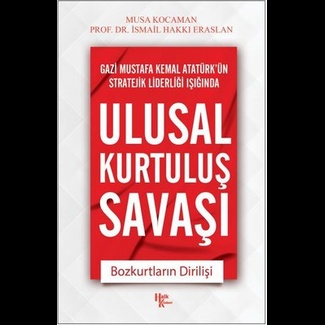 MUSA KOCAMAN
PROF. DR. İSMAİL HAKKI ERASLAN
GAZİ MUSTAFA KEMAL ATATÜRK'ÜN
STRATEJİK LİDERLİĞİ IŞIĞINDA
ULUSAL
KURTULUŞ
SAVAŞI
Bozkurtların Dirilişi